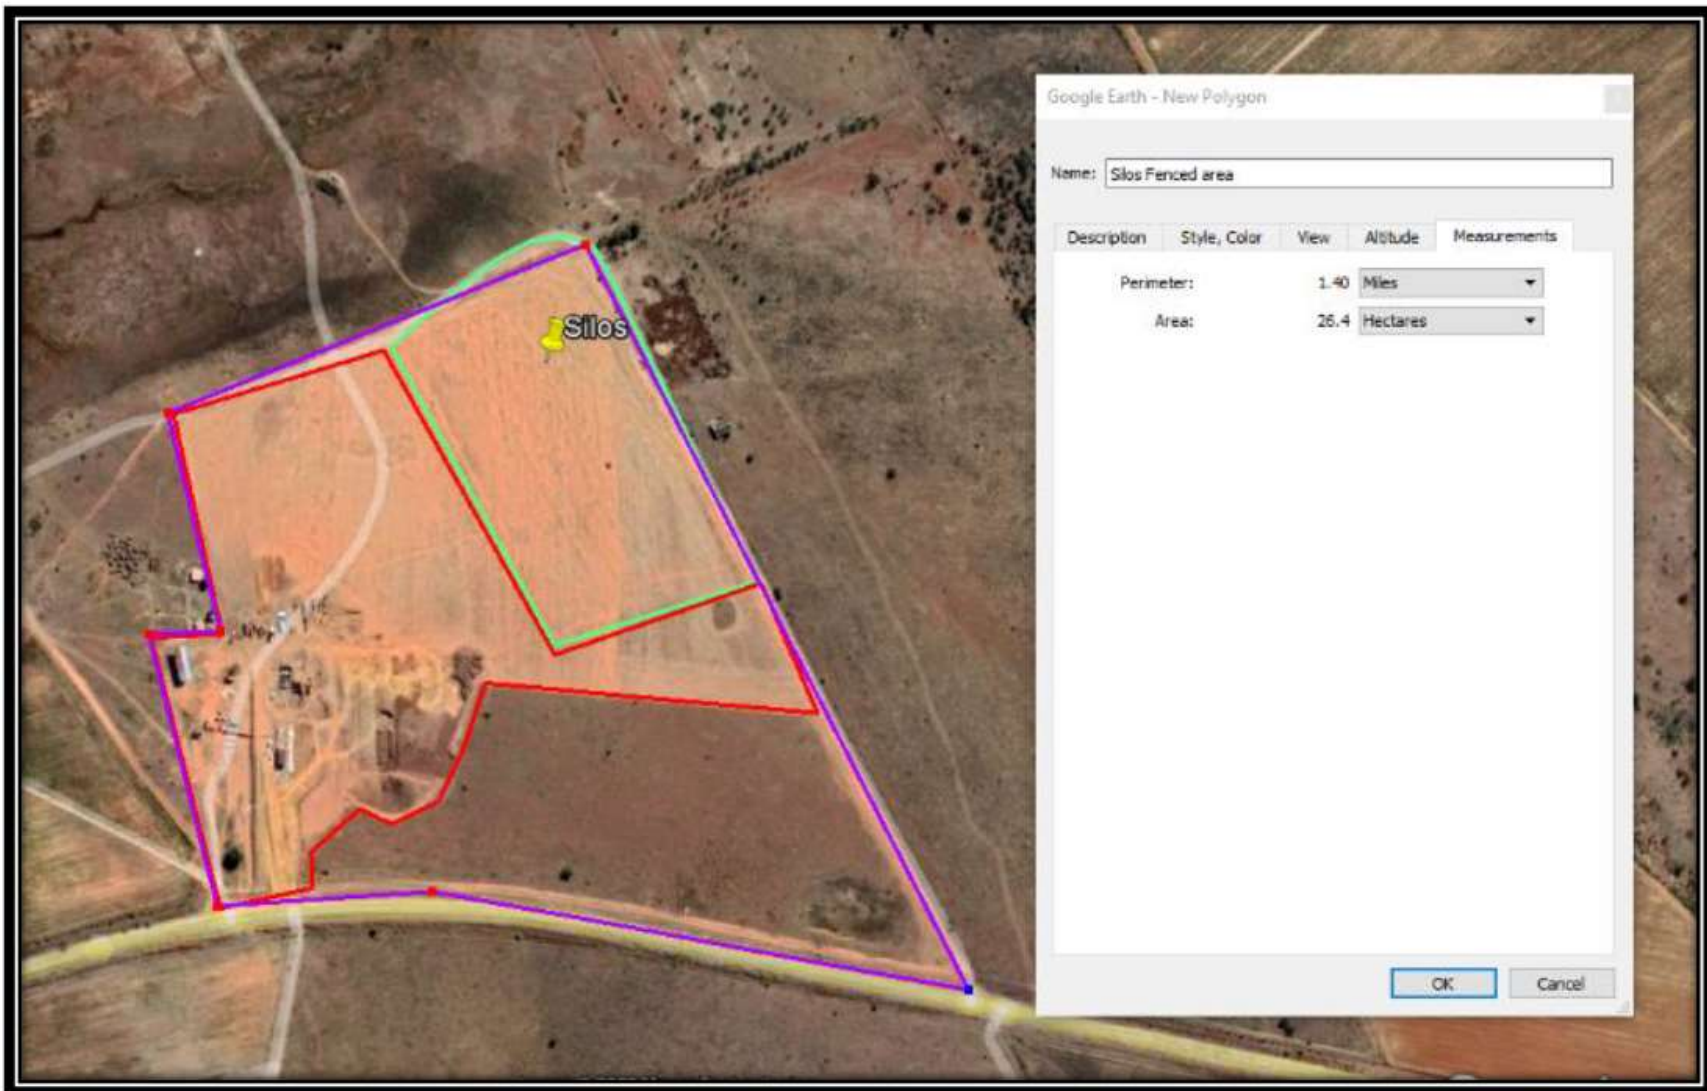 Google Earth - New Polygon
Name: Silos Fenced area
Description Style, Color View Altitude Measurements
Perimeter: 1.40 Miles
Area: 26.4 Hectares
Silos
OK Cancel